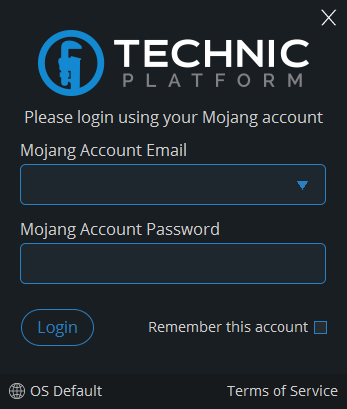 TECHNIC
PLATFORM
Please login using your Mojang account
Mojang Account Email
Mojang Account Password
Login
Remember this account
OS Default
Terms of Service